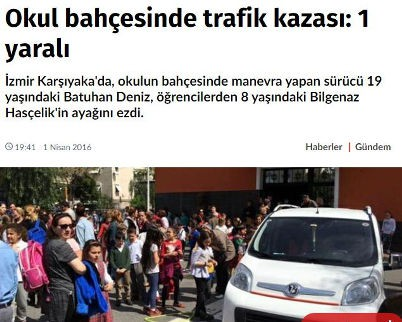 Okul bahçesinde trafik kazası: 1
yaralı
İzmir Karşıyaka'da, okulun bahçesinde manevra yapan sürücü 19
yaşındaki Batuhan Deniz, öğrencilerden 8 yaşındaki Bilgenaz
Hasçelik'in ayağını ezdi.
19:41 1 Nisan 2016 Haberler | Gündem